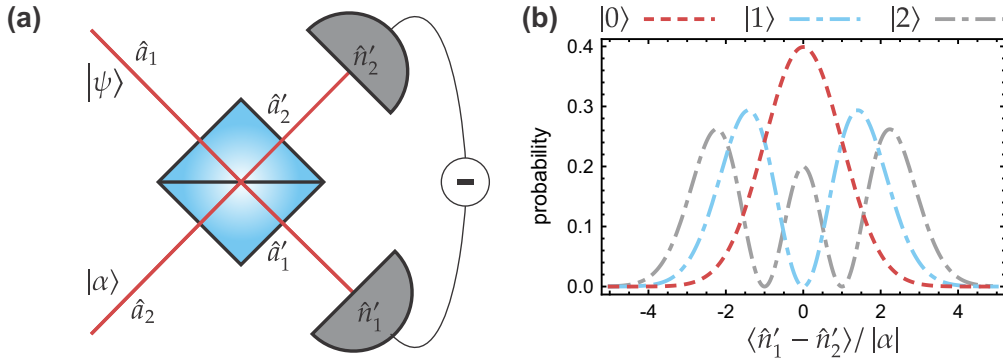 (a)
|ψ⟩
â₁
n̂′₂
â′₂
−
|α⟩
â₂
â′₁
n̂′₁
(b)
|0⟩ |1⟩ |2⟩
probability
0.4
0.3
0.2
0.1
0.0
-4 -2 0 2 4
⟨n̂′₁ − n̂′₂⟩/ |α|